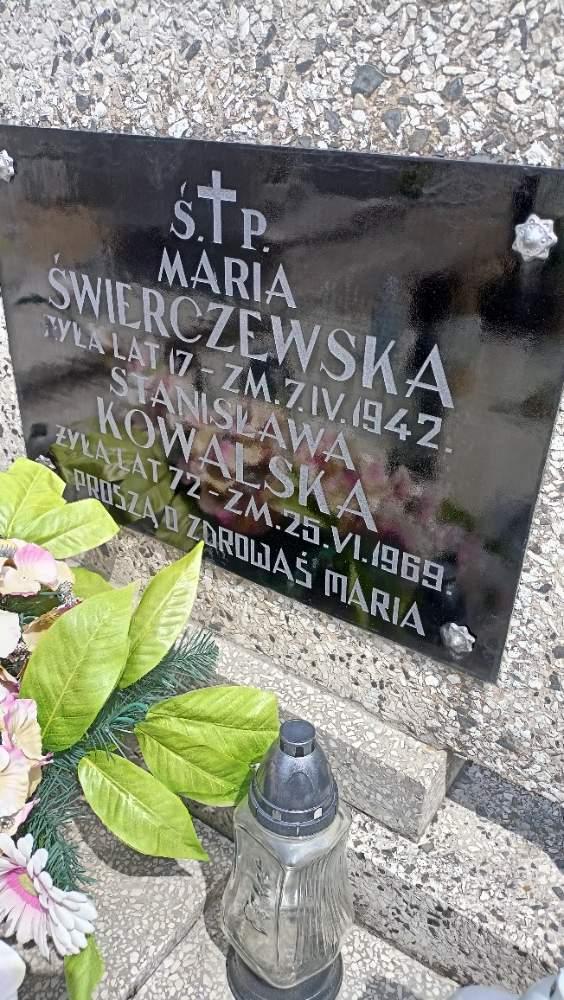 Ś.P.
MARIA
ŚWIERCZEWSKA
ŻYŁA LAT 17 - ZM. 7.IV.1942.
STANISŁAWA
KOWALSKA
ŻYŁA LAT 72 - ZM. 25.VI.1969.
PROSZĄ O ZDROWAŚ MARIA